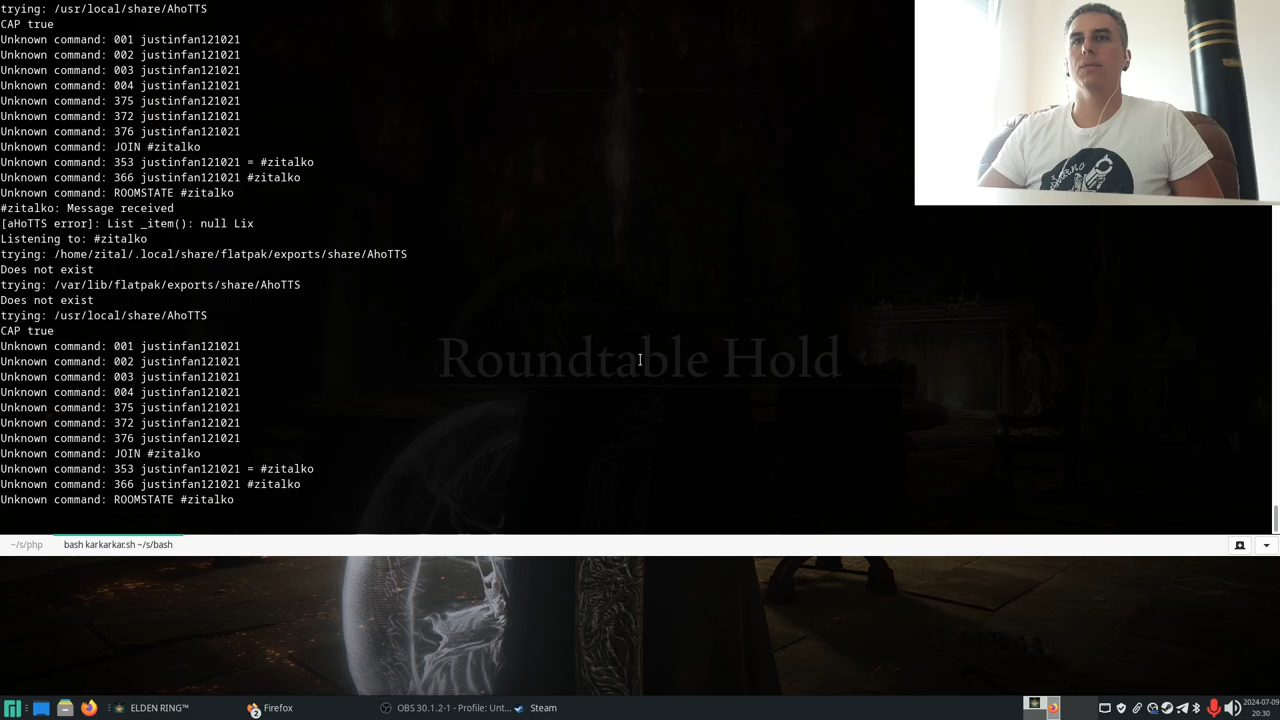 trying: /usr/local/share/AhoTTS
CAP true
Unknown command: 001 justinfan121021
Unknown command: 002 justinfan121021
Unknown command: 003 justinfan121021
Unknown command: 004 justinfan121021
Unknown command: 375 justinfan121021
Unknown command: 372 justinfan121021
Unknown command: 376 justinfan121021
Unknown command: JOIN #zitalko
Unknown command: 353 justinfan121021 = #zitalko
Unknown command: 366 justinfan121021 #zitalko
Unknown command: ROOMSTATE #zitalko
#zitalko: Message received
[aHoTTS error]: List _item(): null Lix
Listening to: #zitalko
trying: /home/zital/.local/share/flatpak/exports/share/AhoTTS
Does not exist
trying: /var/lib/flatpak/exports/share/AhoTTS
Does not exist
trying: /usr/local/share/AhoTTS
CAP true
Unknown command: 001 justinfan121021
Unknown command: 002 justinfan121021
Unknown command: 003 justinfan121021
Unknown command: 004 justinfan121021
Unknown command: 375 justinfan121021
Unknown command: 372 justinfan121021
Unknown command: 376 justinfan121021
Unknown command: JOIN #zitalko
Unknown command: 353 justinfan121021 = #zitalko
Unknown command: 366 justinfan121021 #zitalko
Unknown command: ROOMSTATE #zitalko
Roundtable Hold
~/s/php
bash karkarkar.sh ~/s/bash
ELDEN RING™
2
Firefox
OBS 30.1.2-1 - Profile: Unt...
Steam
2024-07-09
20:30